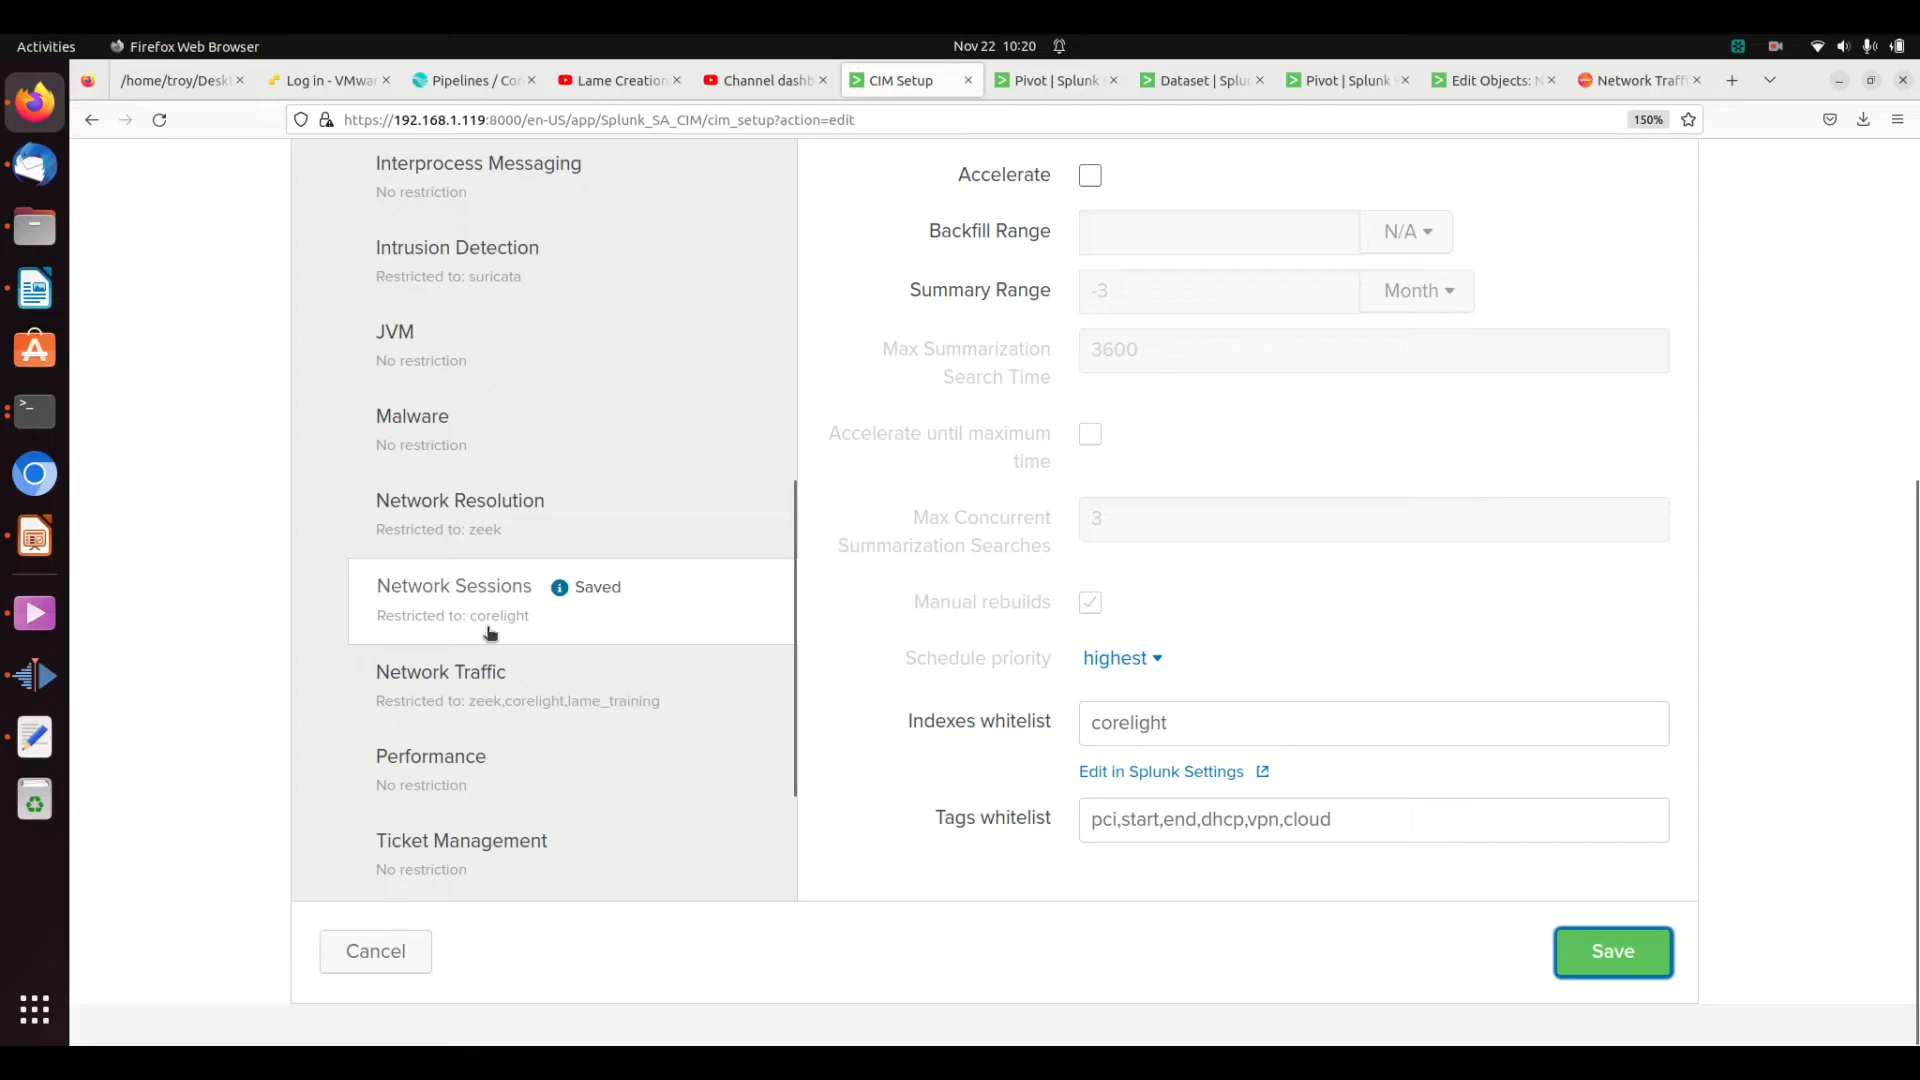 Activities
Firefox Web Browser
Nov 22 10:20
/home/troy/Deskt
Log in - VMwar
Pipelines / Co
Lame Creation
Channel dashb
CIM Setup
Pivot | Splunk
Dataset | Splu
Pivot | Splunk
Edit Objects: N
Network Traff
https://192.168.1.119:8000/en-US/app/Splunk_SA_CIM/cim_setup?action=edit
150%
Interprocess Messaging
No restriction
Intrusion Detection
Restricted to: suricata
JVM
No restriction
Malware
No restriction
Network Resolution
Restricted to: zeek
Network Sessions
Saved
Restricted to: corelight
Network Traffic
Restricted to: zeek,corelight,lame_training
Performance
No restriction
Ticket Management
No restriction
Accelerate
Backfill Range
N/A
Summary Range
-3
Month
Max Summarization
Search Time
3600
Accelerate until maximum
time
Max Concurrent
Summarization Searches
3
Manual rebuilds
Schedule priority
highest
Indexes whitelist
corelight
Edit in Splunk Settings
Tags whitelist
pci,start,end,dhcp,vpn,cloud
Cancel
Save